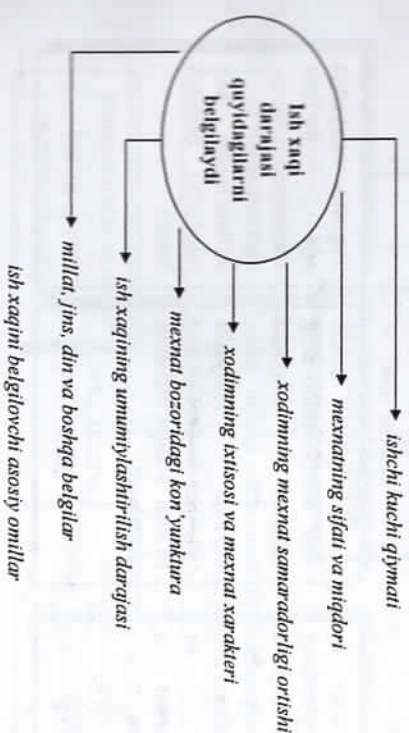 Ish xaqi
darajasi
quyidagilarni
belgilaydi
ishchi kuchi qiymati
mexnatning sifati va miqdori
xodimning mexnat samaradorligi ortishi
xodimning ixtisosi va mexnat xarakteri
mexnat bozoridagi kon'yunktura
ish xaqining umumiylashtirilish darajasi
millat, jins, din va boshqa belgilar
ish xaqini belgilovchi asosiy omillar